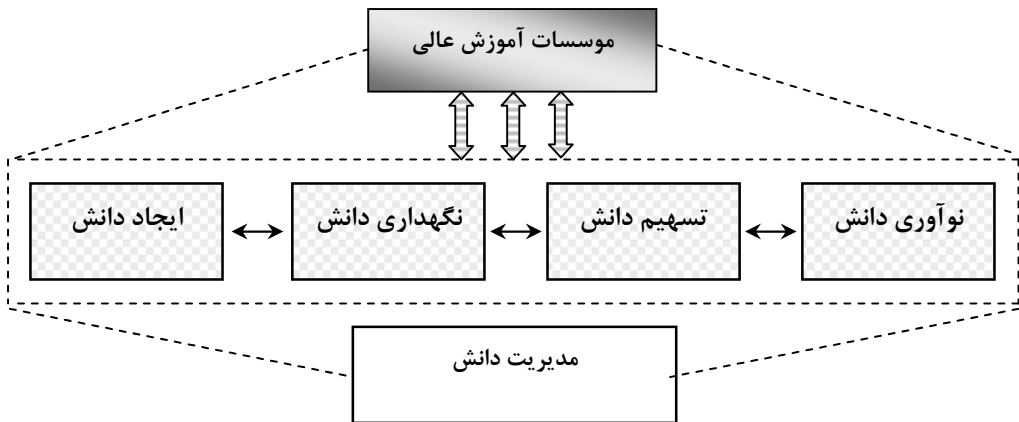 موسسات آموزش عالی
نوآوری دانش
تسهیم دانش
نگهداری دانش
ایجاد دانش
مدیریت دانش